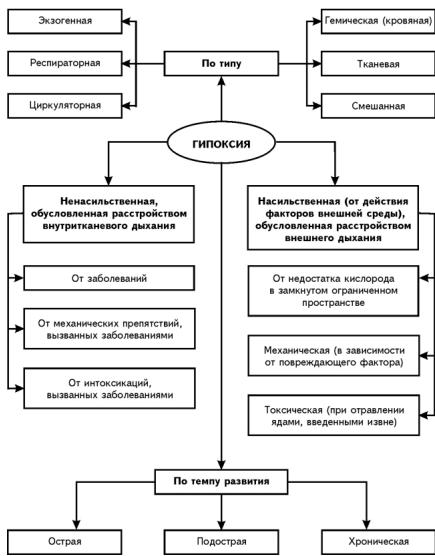 Экзогенная
Гемическая (кровяная)
Респираторная
По типу
Тканевая
Циркуляторная
Смешанная
ГИПОКСИЯ
Ненасильственная,
обусловленная расстройством
внутритканевого дыхания
Насильственная (от действия
факторов внешней среды),
обусловленная расстройством
внешнего дыхания
От заболеваний
От механических препятствий,
вызванных заболеваниями
От интоксикаций,
вызванных заболеваниями
От недостатка кислорода
в замкнутом ограниченном
пространстве
Механическая (в зависимости
от повреждающего фактора)
Токсическая (при отравлении
ядами, введенными извне)
По темпу развития
Острая
Подострая
Хроническая